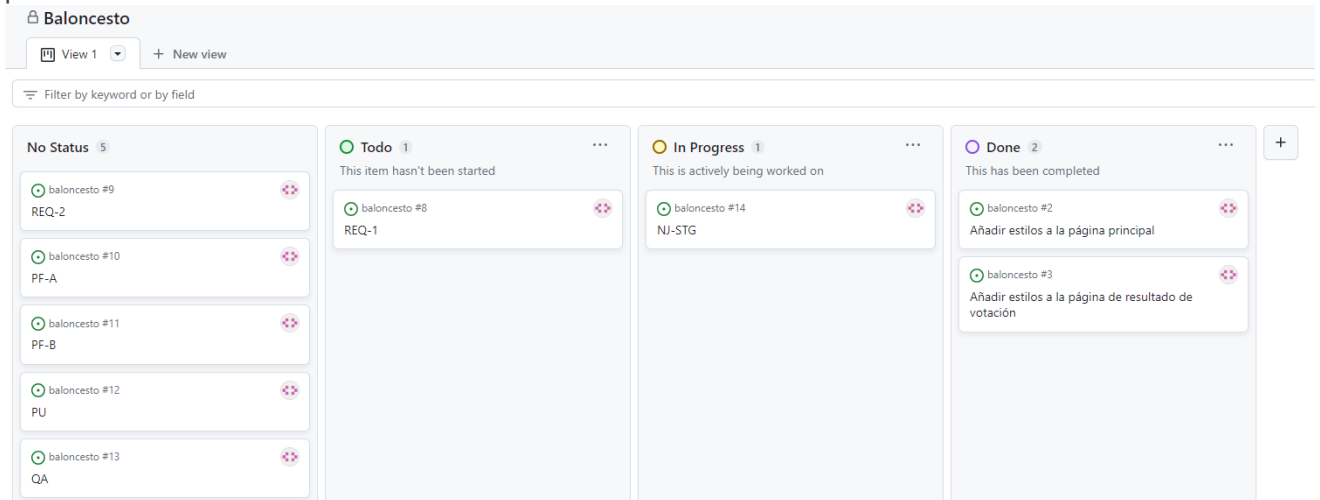 Baloncesto
View 1
+ New view
Filter by keyword or by field
No Status 5
baloncesto #9
REQ-2
baloncesto #10
PF-A
baloncesto #11
PF-B
baloncesto #12
PU
baloncesto #13
QA
Todo 1 ...
This item hasn't been started
baloncesto #8
REQ-1
In Progress 1 ...
This is actively being worked on
baloncesto #14
NJ-STG
Done 2 ...
This has been completed
baloncesto #2
Añadir estilos a la página principal
baloncesto #3
Añadir estilos a la página de resultado de
votación
+